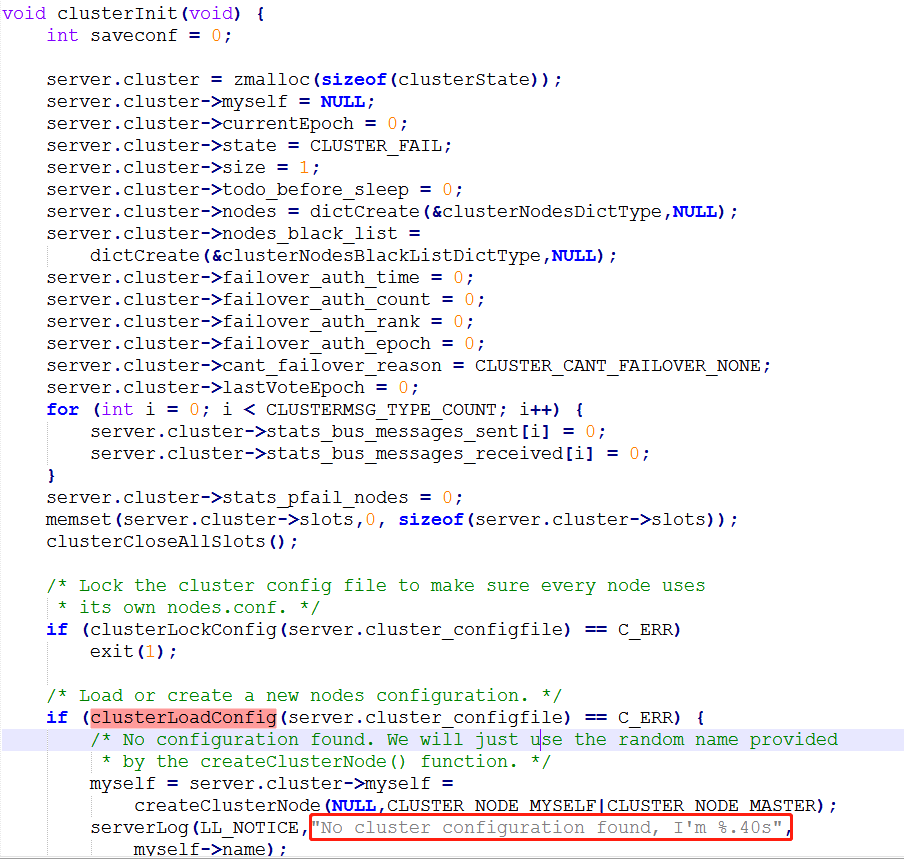 void clusterInit(void) {
    int saveconf = 0;

    server.cluster = zmalloc(sizeof(clusterState));
    server.cluster->myself = NULL;
    server.cluster->currentEpoch = 0;
    server.cluster->state = CLUSTER_FAIL;
    server.cluster->size = 1;
    server.cluster->todo_before_sleep = 0;
    server.cluster->nodes = dictCreate(&clusterNodesDictType,NULL);
    server.cluster->nodes_black_list =
        dictCreate(&clusterNodesBlackListDictType,NULL);
    server.cluster->failover_auth_time = 0;
    server.cluster->failover_auth_count = 0;
    server.cluster->failover_auth_rank = 0;
    server.cluster->failover_auth_epoch = 0;
    server.cluster->cant_failover_reason = CLUSTER_CANT_FAILOVER_NONE;
    server.cluster->lastVoteEpoch = 0;
    for (int i = 0; i < CLUSTERMSG_TYPE_COUNT; i++) {
        server.cluster->stats_bus_messages_sent[i] = 0;
        server.cluster->stats_bus_messages_received[i] = 0;
    }
    server.cluster->stats_pfail_nodes = 0;
    memset(server.cluster->slots,0, sizeof(server.cluster->slots));
    clusterCloseAllSlots();

    /* Lock the cluster config file to make sure every node uses
     * its own nodes.conf. */
    if (clusterLockConfig(server.cluster_configfile) == C_ERR)
        exit(1);

    /* Load or create a new nodes configuration. */
    if (clusterLoadConfig(server.cluster_configfile) == C_ERR) {
        /* No configuration found. We will just use the random name provided
         * by the createClusterNode() function. */
        myself = server.cluster->myself =
            createClusterNode(NULL,CLUSTER_NODE_MYSELF|CLUSTER_NODE_MASTER);
        serverLog(LL_NOTICE,"No cluster configuration found, I'm %.40s",
            myself->name);